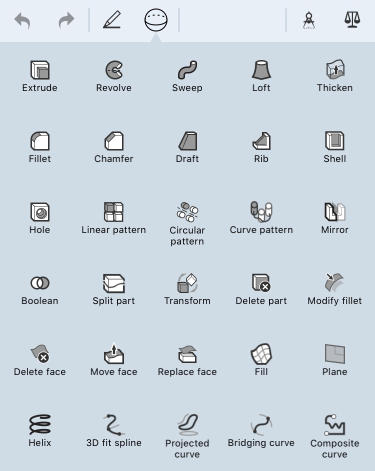 Extrude
Revolve
Sweep
Loft
Thicken
Fillet
Chamfer
Draft
Rib
Shell
Hole
Linear pattern
Circular
pattern
Curve pattern
Mirror
Boolean
Split part
Transform
Delete part
Modify fillet
Delete face
Move face
Replace face
Fill
Plane
Helix
3D fit spline
Projected
curve
Bridging curve
Composite
curve